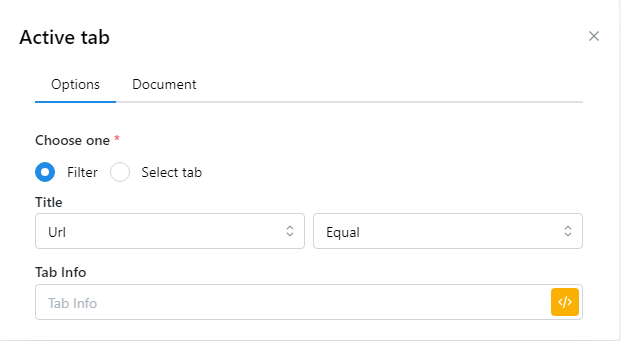 Active tab
Options Document
Choose one *
Filter Select tab
Title
Url Equal
Tab Info
Tab Info </>